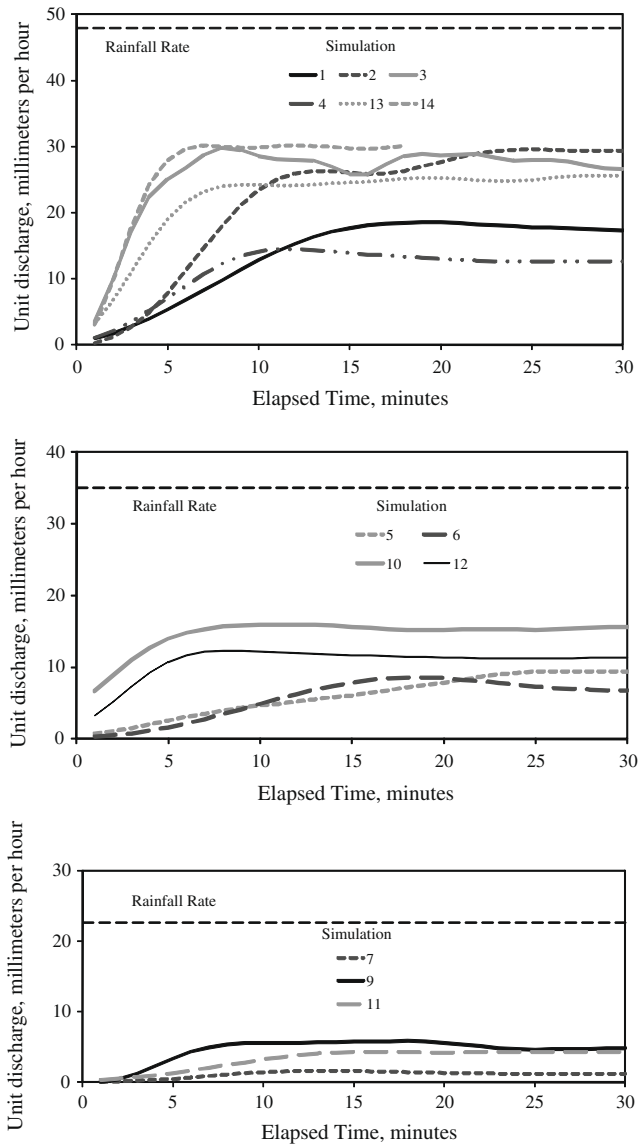 50
Rainfall Rate
Simulation
1 2 3
4 13 14
40
30
20
10
0
0 5 10 15 20 25 30
Unit discharge, millimeters per hour
Elapsed Time, minutes
40
Rainfall Rate
Simulation
5 6
10 12
30
20
10
0
0 5 10 15 20 25 30
Unit discharge, millimeters per hour
Elapsed Time, minutes
30
Rainfall Rate
Simulation
7
9
11
20
10
0
0 5 10 15 20 25 30
Unit discharge, millimeters per hour
Elapsed Time, minutes